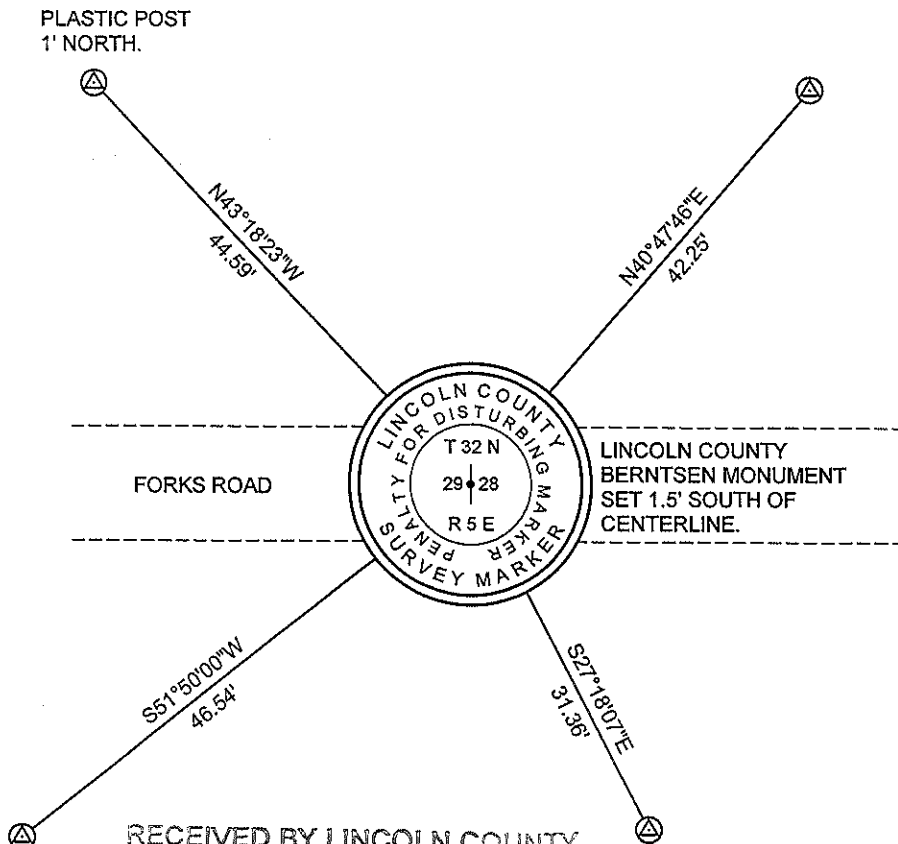 PLASTIC POST
1' NORTH.
N43°18'23"W
44.59'
N40°47'46"E
42.25'
LINCOLN COUNTY
PENALTY FOR DISTURBING MARKER
T 32 N
29 28
R 5 E
SURVEY MARKER
FORKS ROAD
LINCOLN COUNTY
BERNTSEN MONUMENT
SET 1.5' SOUTH OF
CENTERLINE.
S51°50'00"W
46.54'
S27°18'07"E
31.36'
RECEIVED BY LINCOLN COUNTY